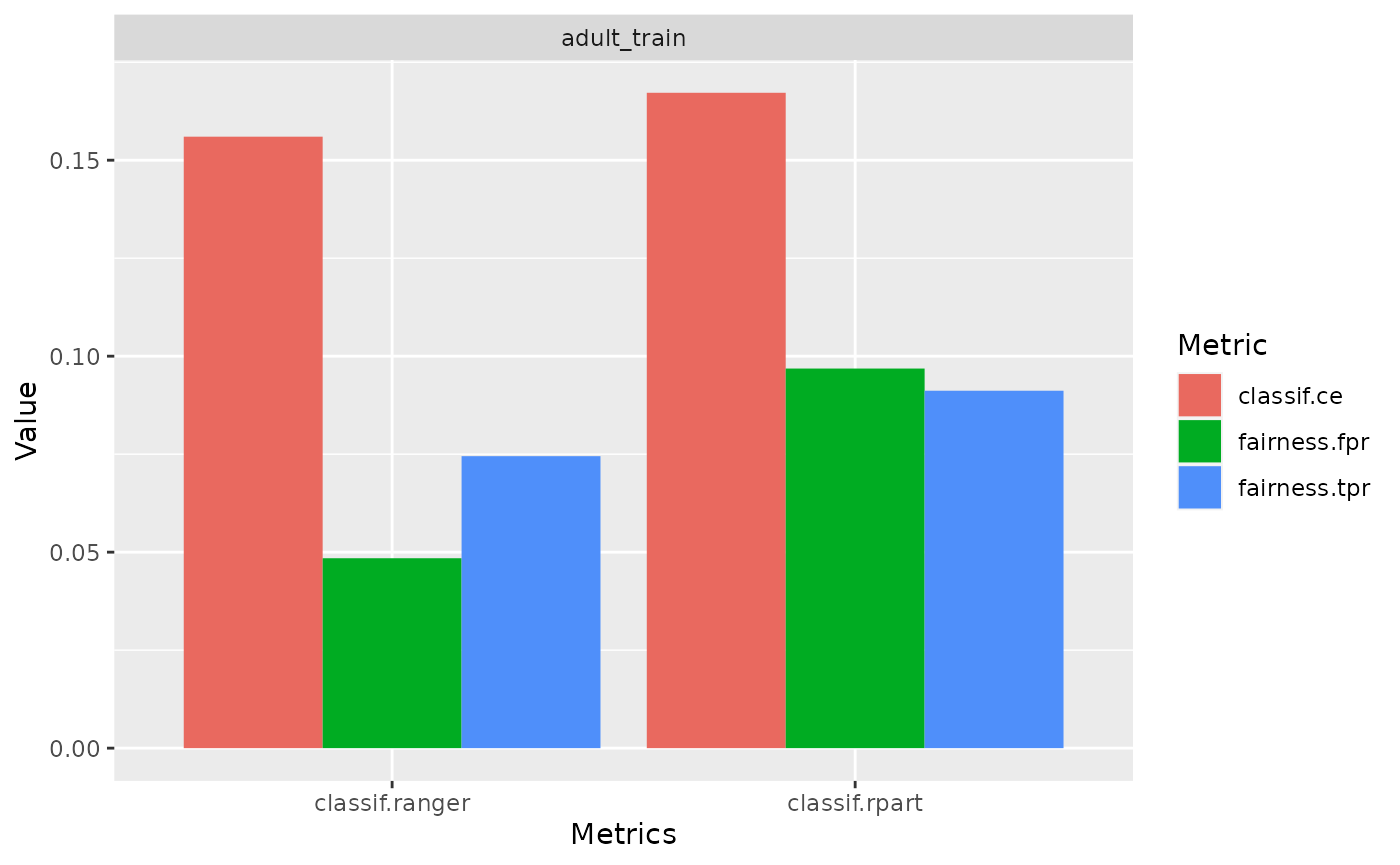 adult_train
0.15
0.10
0.05
0.00
Value
classif.ranger
classif.rpart
Metrics
Metric
classif.ce
fairness.fpr
fairness.tpr